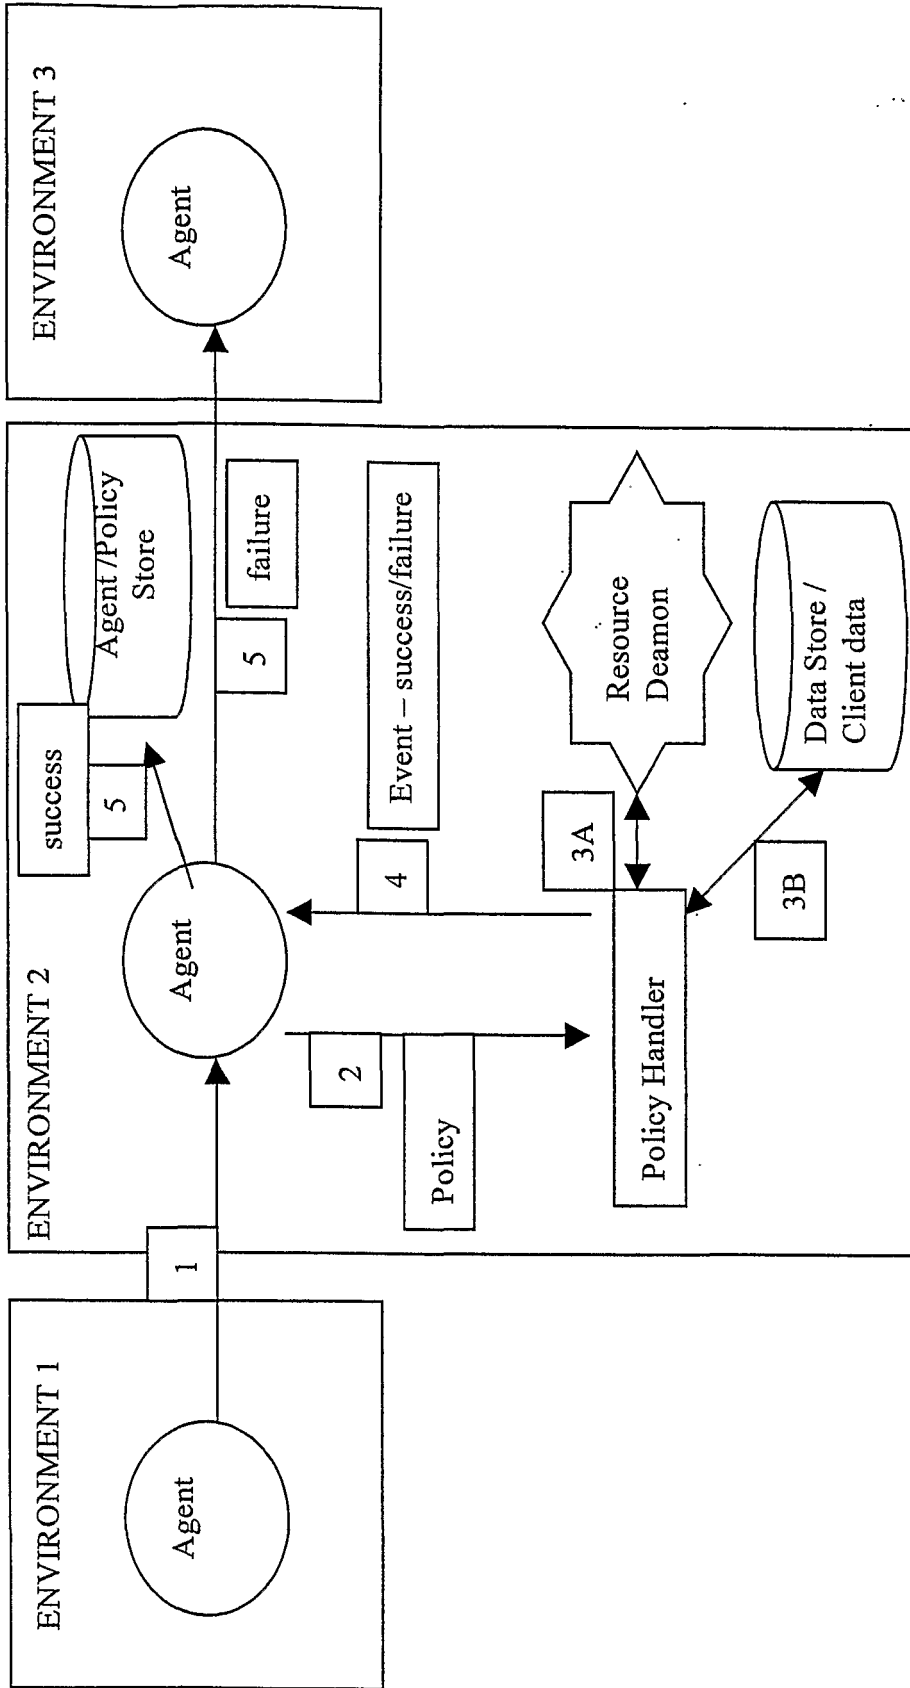 ENVIRONMENT 1
Agent
1
ENVIRONMENT 2
Agent
success
5
Agent /Policy
Store
5
failure
2
Policy
4
Event – success/failure
Policy Handler
3A
Resource
Deamon
3B
Data Store /
Client data
ENVIRONMENT 3
Agent